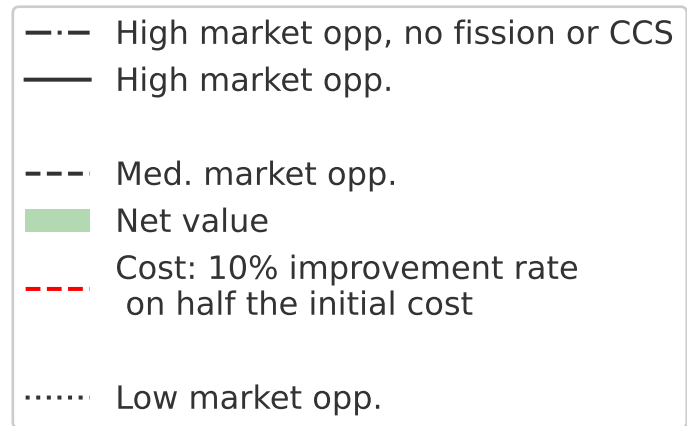 High market opp, no fission or CCS
High market opp.
Med. market opp.
Net value
Cost: 10% improvement rate
on half the initial cost
Low market opp.